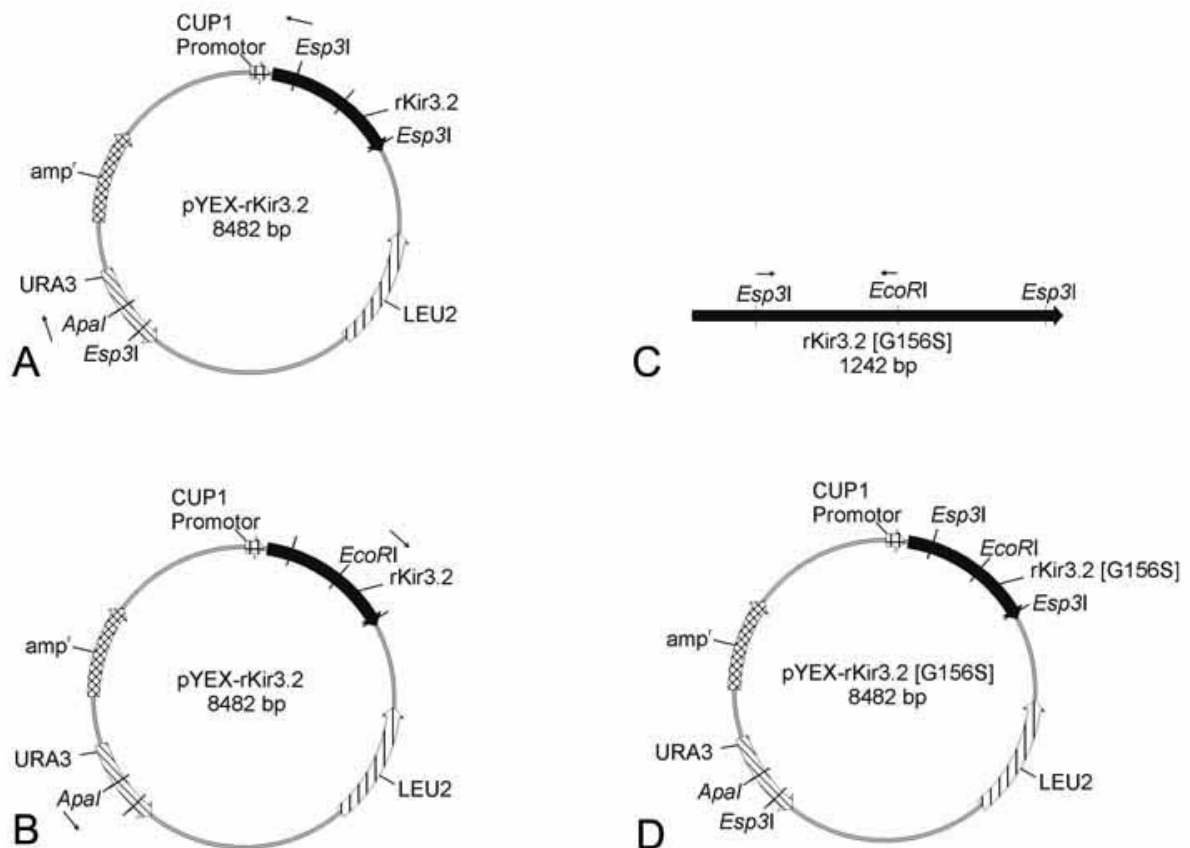 CUP1
Promotor
Esp3I
rKir3.2
Esp3I
amp^r
pYEX-rKir3.2
8482 bp
URA3
ApaI
Esp3I
LEU2
A
Esp3I
EcoRI
Esp3I
rKir3.2 [G156S]
1242 bp
C
CUP1
Promotor
EcoRI
rKir3.2
amp^r
pYEX-rKir3.2
8482 bp
URA3
ApaI
LEU2
B
CUP1
Promotor
Esp3I
EcoRI
rKir3.2 [G156S]
Esp3I
amp^r
pYEX-rKir3.2 [G156S]
8482 bp
URA3
ApaI
Esp3I
LEU2
D